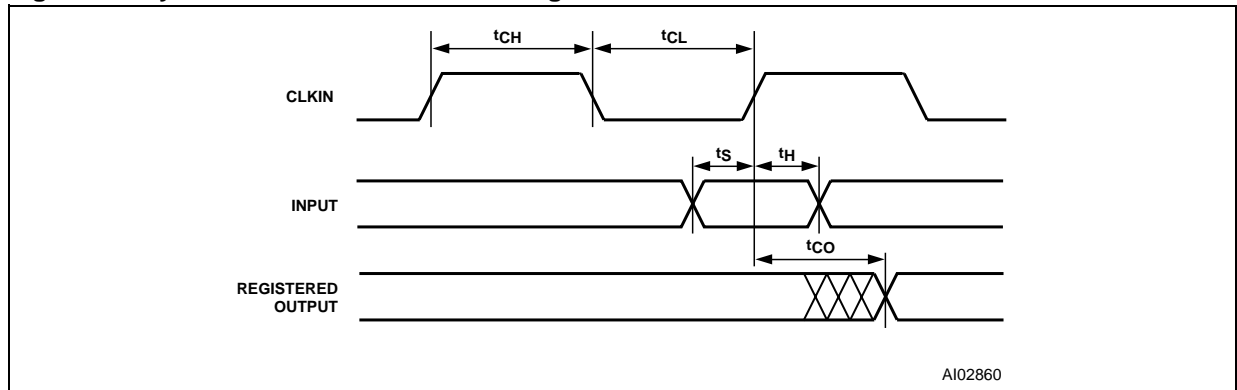 tCH tCL
CLKIN
tS tH
INPUT
tCO
REGISTERED
OUTPUT
AI02860